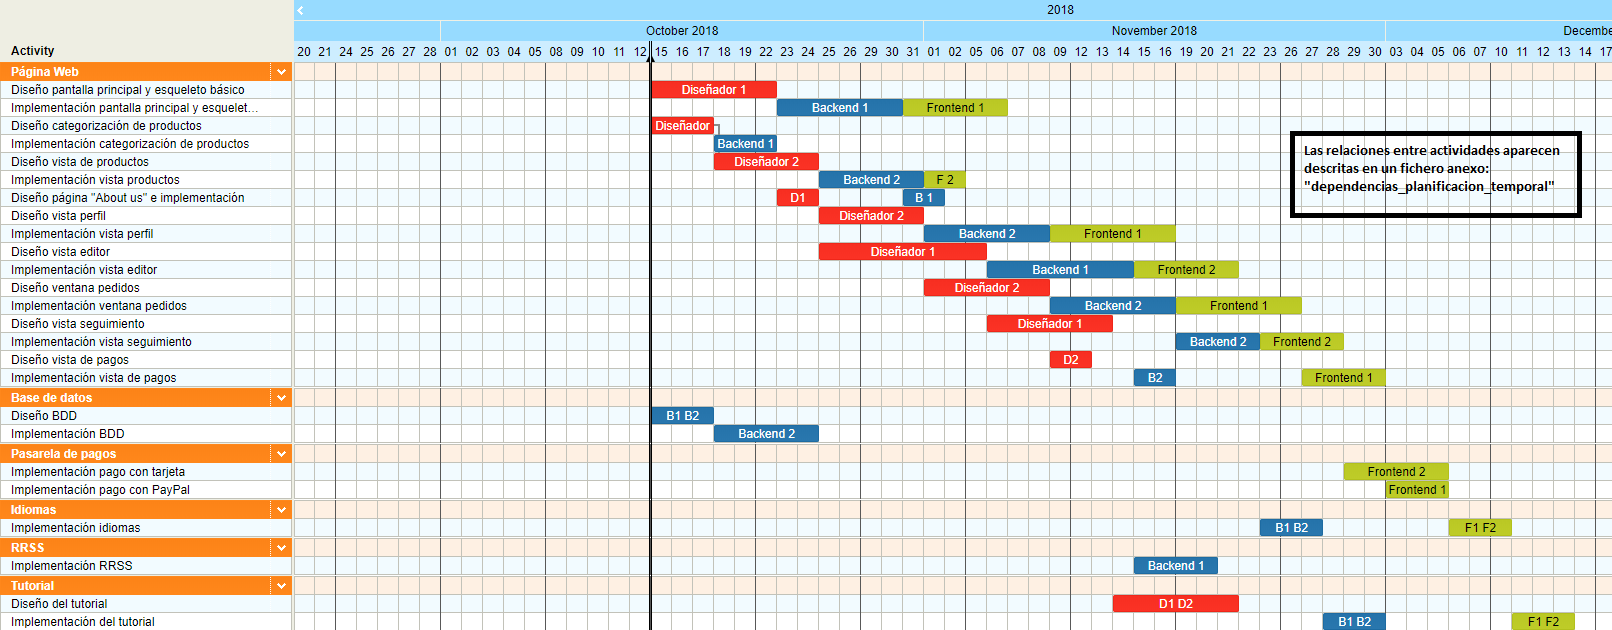 2018
October 2018 November 2018 Decembe
Activity 20 21 24 25 26 27 28 01 02 03 04 05 08 09 10 11 12 15 16 17 18 19 22 23 24 25 26 29 30 31 01 02 05 06 07 08 09 12 13 14 15 16 19 20 21 22 23 26 27 28 29 30 03 04 05 06 07 10 11 12 13 14 17
Página Web
Diseño pantalla principal y esqueleto básico Diseñador 1
Implementación pantalla principal y esquelet... Backend 1 Frontend 1
Diseño categorización de productos Diseñador
Implementación categorización de productos Backend 1
Las relaciones entre actividades aparecen
descritas en un fichero anexo:
"dependencias_planificacion_temporal"
Diseño vista de productos Diseñador 2
Implementación vista productos Backend 2 F 2
Diseño página "About us" e implementación D1 B 1
Diseño vista perfil Diseñador 2
Implementación vista perfil Backend 2 Frontend 1
Diseño vista editor Diseñador 1
Implementación vista editor Backend 1 Frontend 2
Diseño ventana pedidos Diseñador 2
Implementación ventana pedidos Backend 2 Frontend 1
Diseño vista seguimiento Diseñador 1
Implementación vista seguimiento Backend 2 Frontend 2
Diseño vista de pagos D2
Implementación vista de pagos B2 Frontend 1
Base de datos
Diseño BDD B1 B2
Implementación BDD Backend 2
Pasarela de pagos
Implementación pago con tarjeta Frontend 2
Implementación pago con PayPal Frontend 1
Idiomas
Implementación idiomas B1 B2 F1 F2
RRSS
Implementación RRSS Backend 1
Tutorial
Diseño del tutorial D1 D2
Implementación del tutorial B1 B2 F1 F2